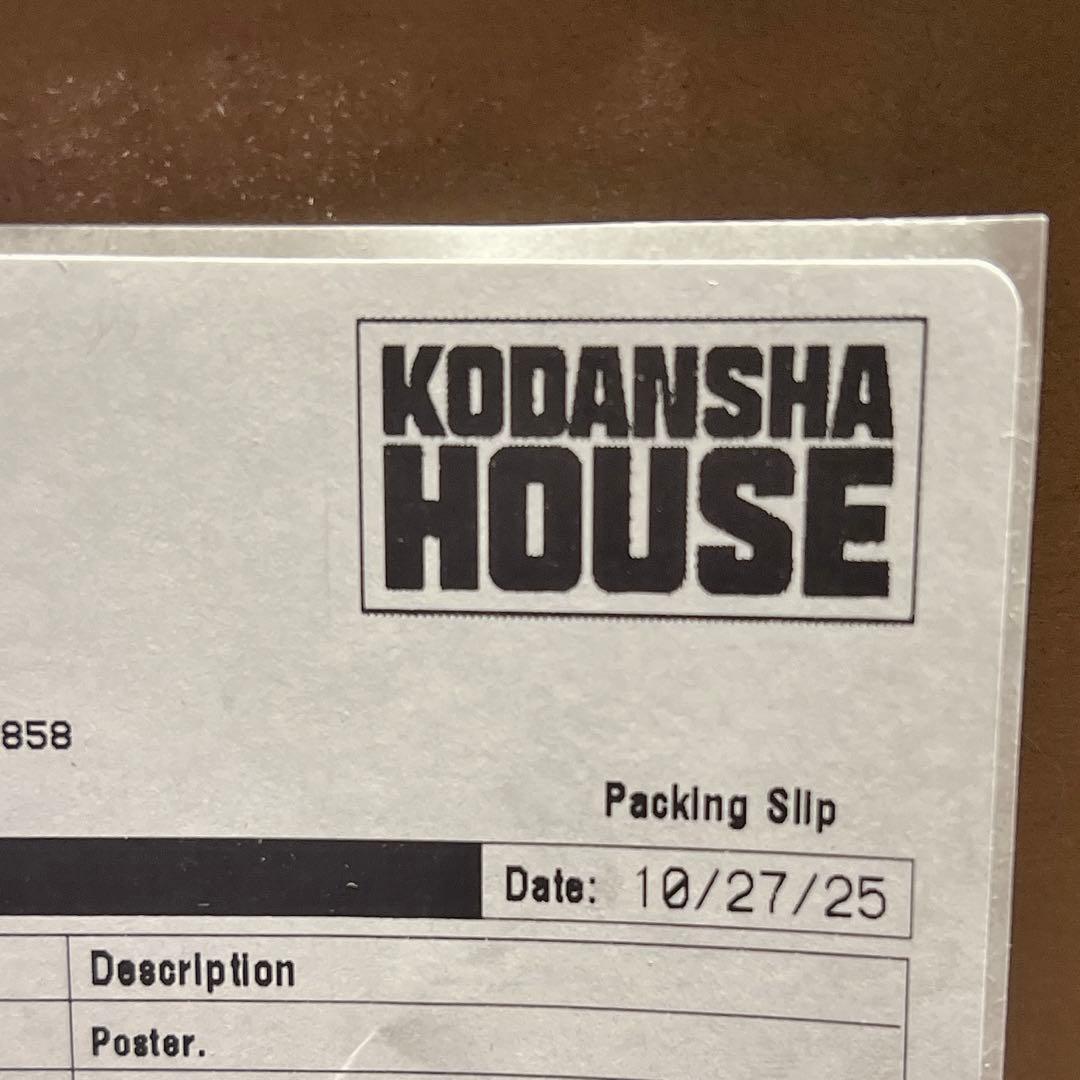 KODANSHA
HOUSE
858
Packing Slip
Date: 10/27/25
Description
Poster.